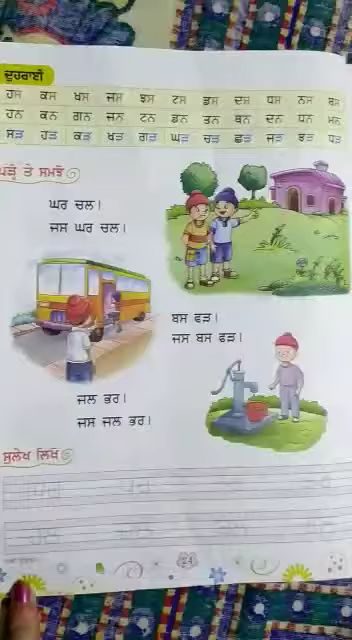 ਦੁਹਰਾਈ
ਹਸ ਕਸ ਖਸ ਜਸ ਝਸ ਟਸ ਡਸ ਦਸ ਧਸ ਨਸ ਬਸ
ਹਨ ਕਨ ਗਨ ਜਨ ਟਨ ਡਨ ਤਨ ਥਨ ਦਨ ਧਨ ਮਨ
ਸੜ ਹੜ ਕੜ ਖੜ ਗੜ ਘੜ ਚੜ ਛੜ ਜੜ ਝੜ ਧੜ
ਪੜ੍ਹੋ ਤੇ ਸਮਝੋ
ਘਰ ਚਲ।
ਜਸ ਘਰ ਚਲ।
ਬਸ ਫੜ।
ਜਸ ਬਸ ਫੜ।
ਜਲ ਭਰ।
ਜਸ ਜਲ ਭਰ।
ਸੁਲੇਖ ਲਿਖੋ